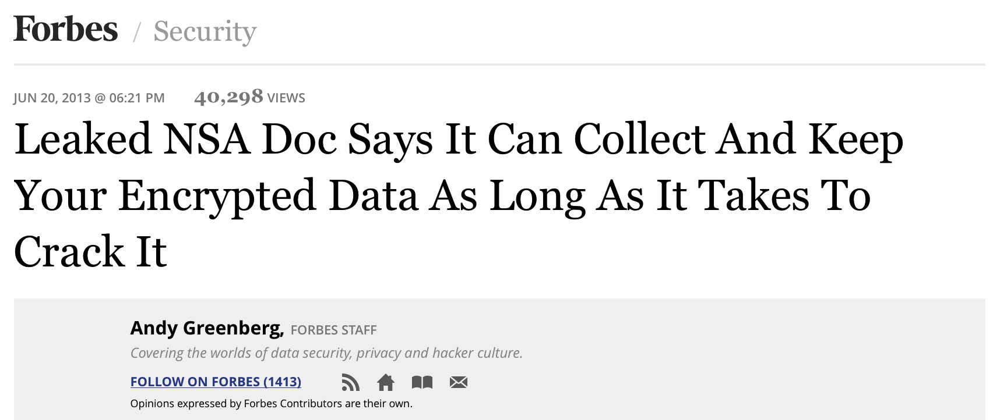 Forbes / Security
JUN 20, 2013 @ 06:21 PM 40,298 VIEWS
Leaked NSA Doc Says It Can Collect And Keep
Your Encrypted Data As Long As It Takes To
Crack It
Andy Greenberg, FORBES STAFF
Covering the worlds of data security, privacy and hacker culture.
FOLLOW ON FORBES (1413)
Opinions expressed by Forbes Contributors are their own.